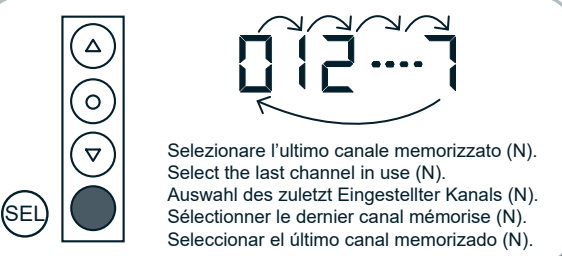 0 1 2 ---- 7
Selezionare l'ultimo canale memorizzato (N).
Select the last channel in use (N).
Auswahl des zuletzt Eingestellter Kanals (N).
SEL
Sélectionner le dernier canal mémorise (N).
Seleccionar el último canal memorizado (N).